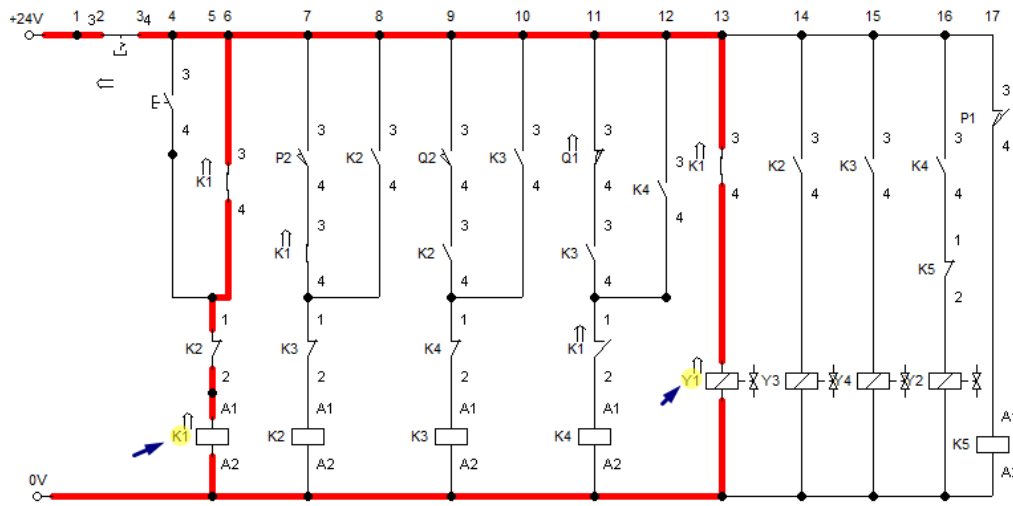 1 2 3 4 5 6 7 8 9 10 11 12 13 14 15 16 17
+24V 3 3 4
3 3 3 3 3 3 3 3 3 3 3 3
E P2 K2 Q2 K3 Q1 K1 K2 K3 K4 P1
K1 K4
4 4 4 4 4 4 4 4 4 4 4 4 4
3 3 3 1
K1 K2 K3 K5
4 4 4 2
1 1 1 1
K2 K3 K4 K1
2 2 2 2
Y1 Y3 Y4 Y2
A1 A1 A1 A1 A1
K1 K2 K3 K4 K5
A2 A2 A2 A2 A2
0V